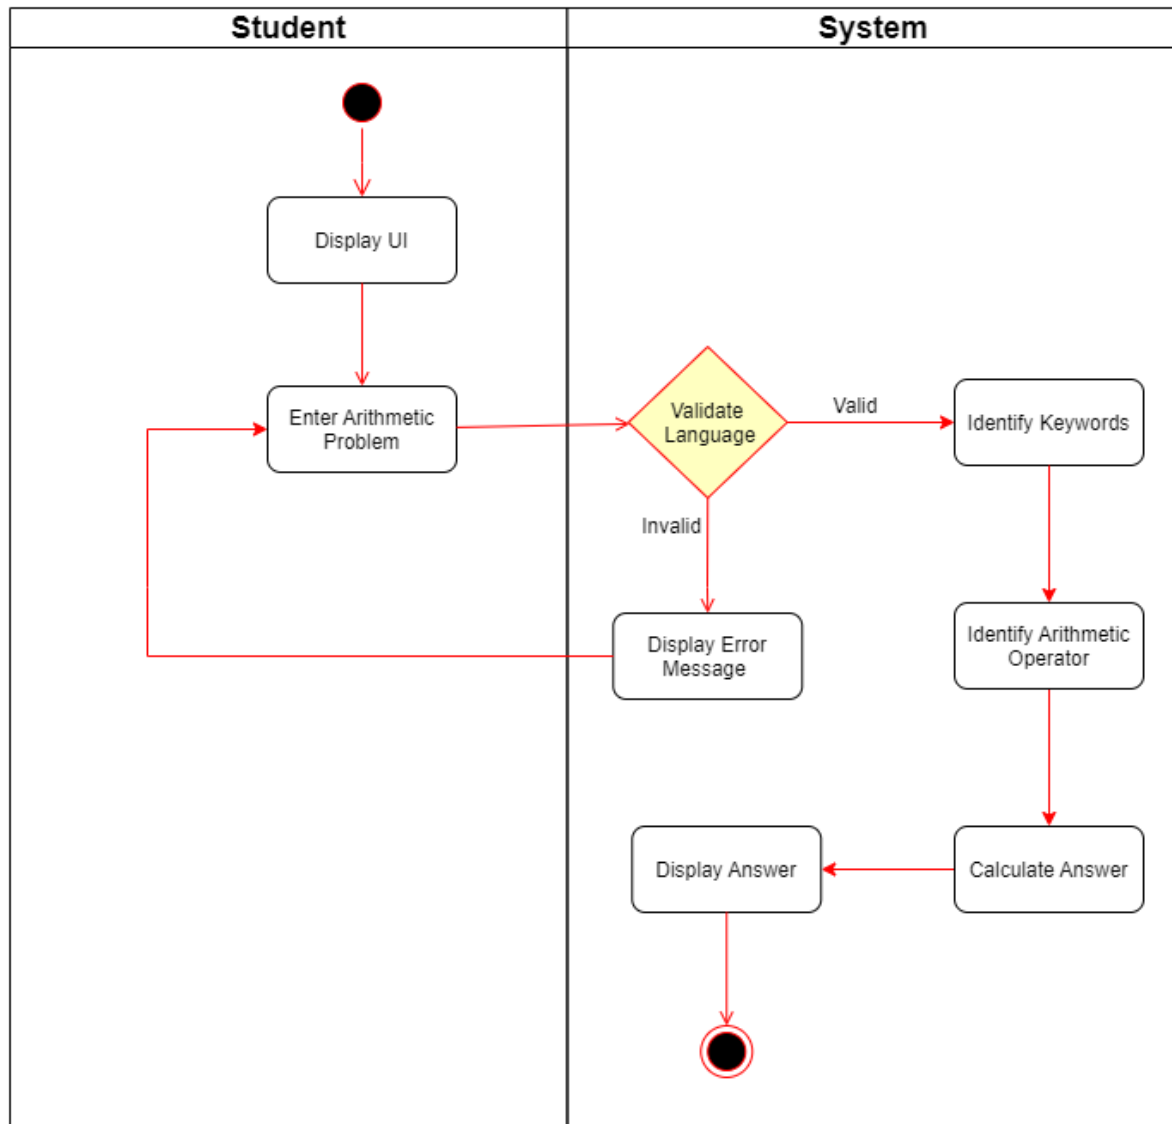 Student
System
Display UI
Enter Arithmetic
Problem
Validate
Language
Valid
Identify Keywords
Invalid
Display Error
Message
Identify Arithmetic
Operator
Display Answer
Calculate Answer